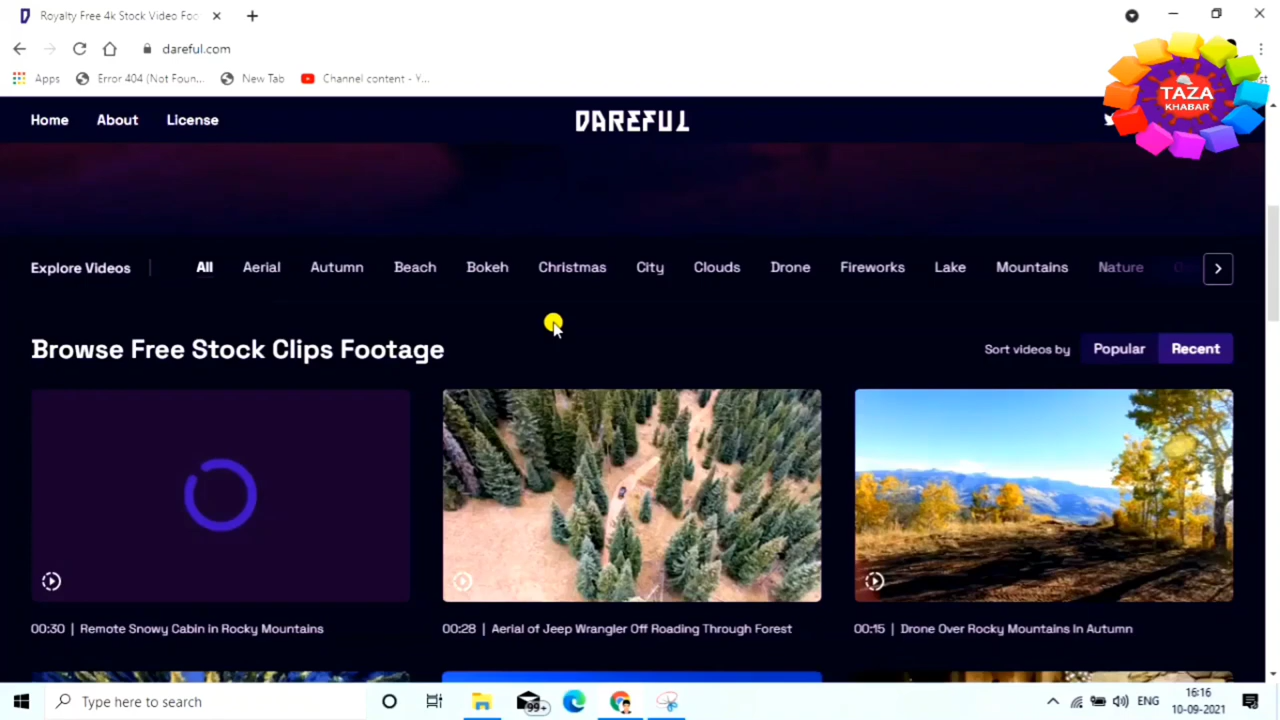 Royalty Free 4k Stock Video Foo
dareful.com
Apps Error 404 (Not Foun... New Tab Channel content - Y...
TAZA
KHABAR
Home About License DAREFUL
Explore Videos All Aerial Autumn Beach Bokeh Christmas City Clouds Drone Fireworks Lake Mountains Nature
Browse Free Stock Clips Footage Sort videos by Popular Recent
00:30 | Remote Snowy Cabin in Rocky Mountains
00:28 | Aerial of Jeep Wrangler Off Roading Through Forest
00:15 | Drone Over Rocky Mountains In Autumn
Type here to search 99+ ENG 16:16
10-09-2021